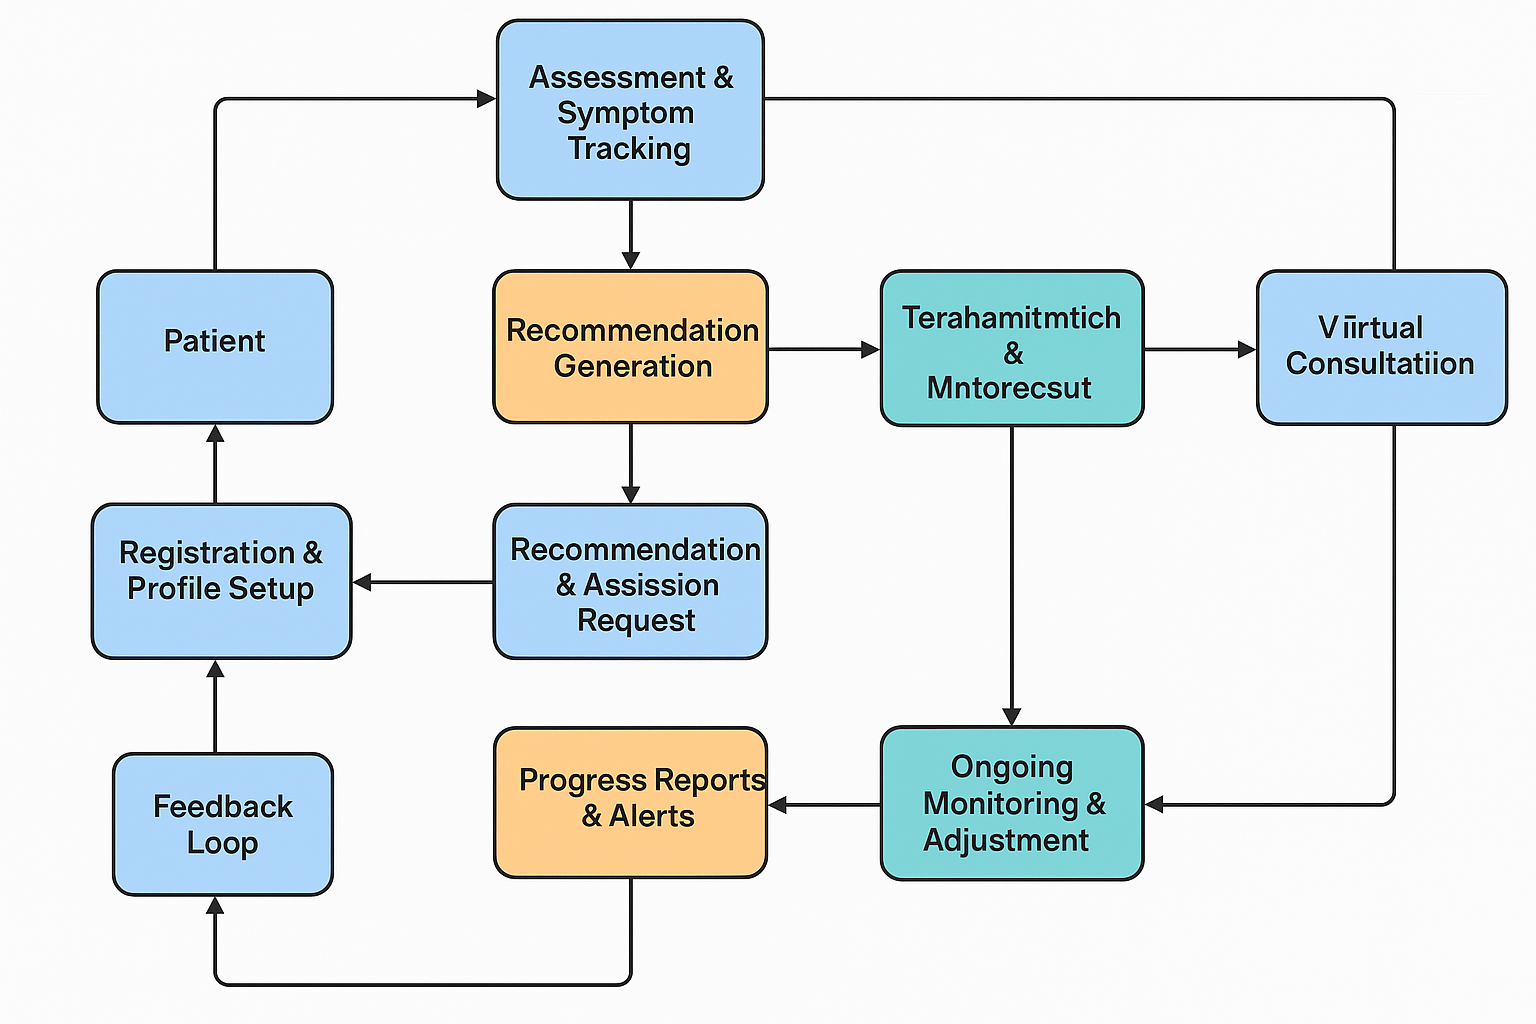 Assessment &
Symptom
Tracking
Patient
Recommendation
Generation
Terahamitmtich
&
Mntorecsut
Vīirtual
Consultatiion
Registration &
Profile Setup
Recommendation
& Assission
Request
Feedback
Loop
Progress Reports
& Alerts
Ongoing
Monitoring &
Adjustment